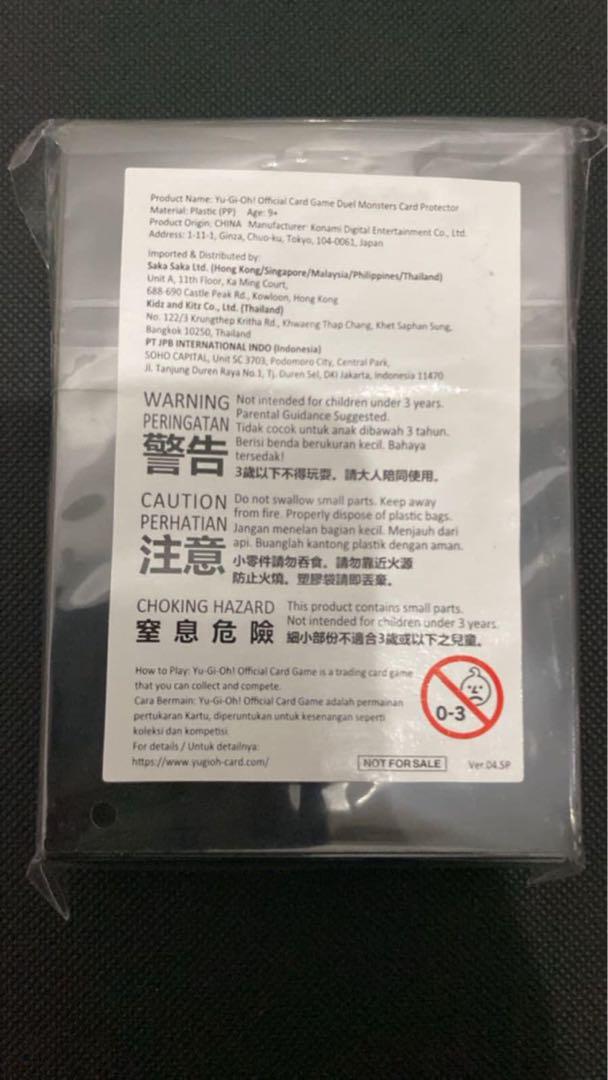 Product Name: Yu-Gi-Oh! Official Card Game Duel Monsters Card Protector
Material: Plastic (PP) Age: 9+
Product Origin: CHINA Manufacturer: Konami Digital Entertainment Co., Ltd.
Address: 1-11-1, Ginza, Chuo-ku, Tokyo, 104-0061, Japan
Imported & Distributed by:
Saka Saka Ltd. (Hong Kong/Singapore/Malaysia/Philippines/Thailand)
Unit A, 11th Floor, Ka Ming Court,
688-690 Castle Peak Rd., Kowloon, Hong Kong
Kidz and Kitz Co., Ltd. (Thailand)
No. 122/3 Krungthep Kritha Rd., Khwaeng Thap Chang, Khet Saphan Sung,
Bangkok 10250, Thailand
PT JPB INTERNATIONAL INDO (Indonesia)
SOHO CAPITAL, Unit SC 3703, Podomoro City, Central Park,
Jl. Tanjung Duren Raya No.1, Tj. Duren Sel, DKI Jakarta, Indonesia 11470
WARNING
PERINGATAN
警告
Not intended for children under 3 years.
Parental Guidance Suggested.
Tidak cocok untuk anak dibawah 3 tahun.
Berisi benda berukuran kecil. Bahaya
tersedak!
3歲以下不得玩耍。請大人陪同使用。
CAUTION
PERHATIAN
注意
Do not swallow small parts. Keep away
from fire. Properly dispose of plastic bags.
Jangan menelan bagian kecil. Menjauh dari
api. Buanglah kantong plastik dengan aman.
小零件請勿吞食。請勿靠近火源
防止火燒。塑膠袋請即丟棄。
CHOKING HAZARD
窒息危險
This product contains small parts.
Not intended for children under 3 years.
細小部份不適合3歲或以下之兒童。
How to Play: Yu-Gi-Oh! Official Card Game is a trading card game
that you can collect and compete.
Cara Bermain: Yu-Gi-Oh! Official Card Game adalah permainan
pertukaran Kartu, diperuntukan untuk kesenangan seperti
koleksi dan kompetisi.
For details / Untuk detailnya:
https://www.yugioh-card.com/
0-3
NOT FOR SALE
Ver.04.SP